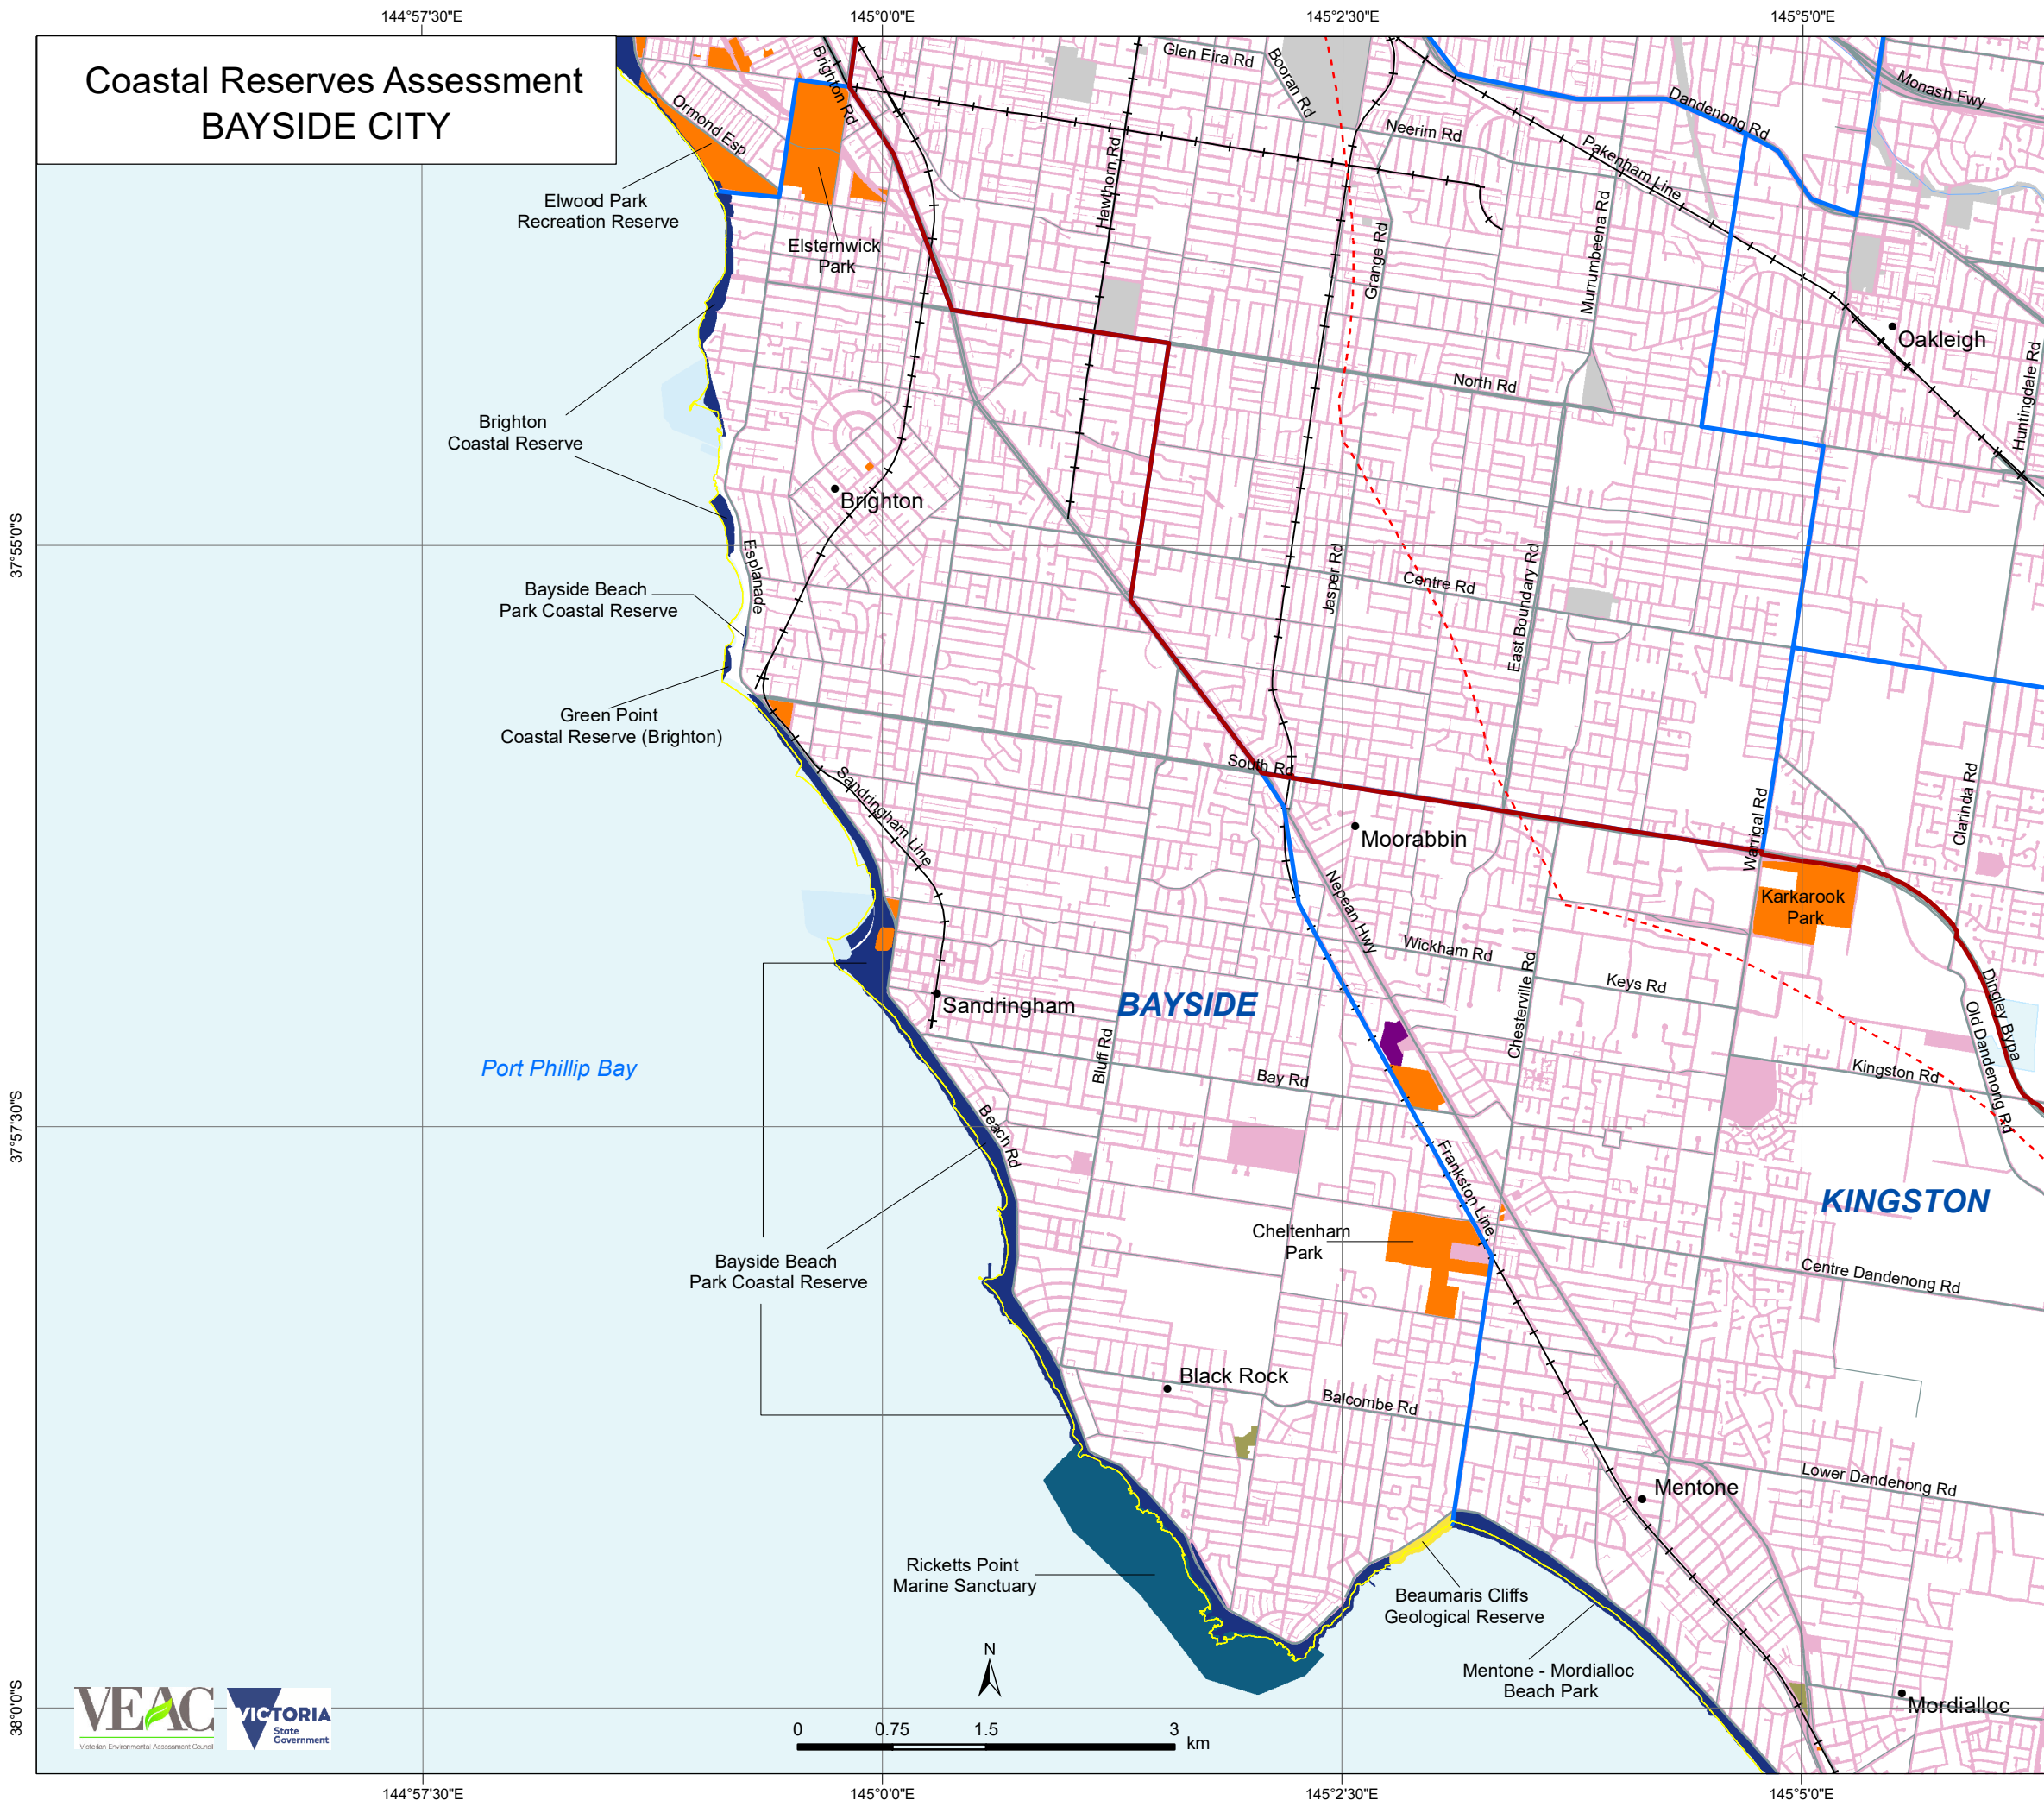 144°57'30"E
145°0'0"E
145°2'30"E
145°5'0"E
Coastal Reserves Assessment
BAYSIDE CITY
Brighton Rd
Glen Eira Rd
Booran Rd
Monash Fwy
Ormond Esp
Hawthorn Rd
Neerim Rd
Dandenong Rd
Pakenham Line
Elwood Park
Recreation Reserve
Elsternwick
Park
Grange Rd
Murrumbeena Rd
Oakleigh
North Rd
Huntingdale Rd
Brighton
Coastal Reserve
Brighton
37°55'0"S
Esplanade
Bayside Beach
Park Coastal Reserve
Jasper Rd
Centre Rd
East Boundary Rd
Green Point
Coastal Reserve (Brighton)
South Rd
Sandringham Line
Moorabbin
Warrigal Rd
Clarinda Rd
Nepean Hwy
Karkarook
Park
Wickham Rd
Keys Rd
Chesterville Rd
Dingley Bypa
Old Dandenong Rd
Sandringham
BAYSIDE
Bluff Rd
Port Phillip Bay
Bay Rd
Kingston Rd
37°57'30"S
Beach Rd
Frankston Line
KINGSTON
Cheltenham
Park
Bayside Beach
Park Coastal Reserve
Centre Dandenong Rd
Black Rock
Balcombe Rd
Mentone
Lower Dandenong Rd
Ricketts Point
Marine Sanctuary
Beaumaris Cliffs
Geological Reserve
Mentone - Mordialloc
Beach Park
Mordialloc
38°0'0"S
VEAC
Victorian Environmental Assessment Council
VICTORIA
State
Government
N
0
0.75
1.5
3
km
144°57'30"E
145°0'0"E
145°2'30"E
145°5'0"E